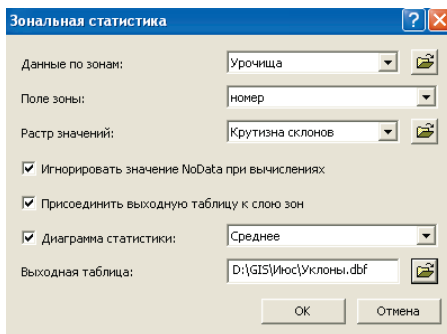 Зональная статистика
Данные по зонам: Урочища
Поле зоны: номер
Растр значений: Крутизна склонов
Игнорировать значение NoData при вычислениях
Присоединить выходную таблицу к слою зон
Диаграмма статистики: Среднее
Выходная таблица: D:\GIS\Июс\Уклоны.dbf
OK Отмена